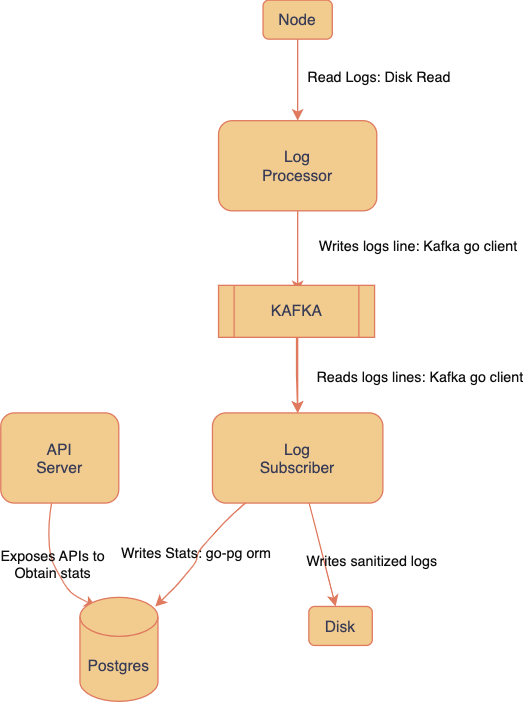 Node
Read Logs: Disk Read
Log
Processor
Writes logs line: Kafka go client
KAFKA
Reads logs lines: Kafka go client
API
Server
Log
Subscriber
Exposes APIs to
Obtain stats
Writes Stats: go-pg orm
Writes sanitized logs
Postgres
Disk